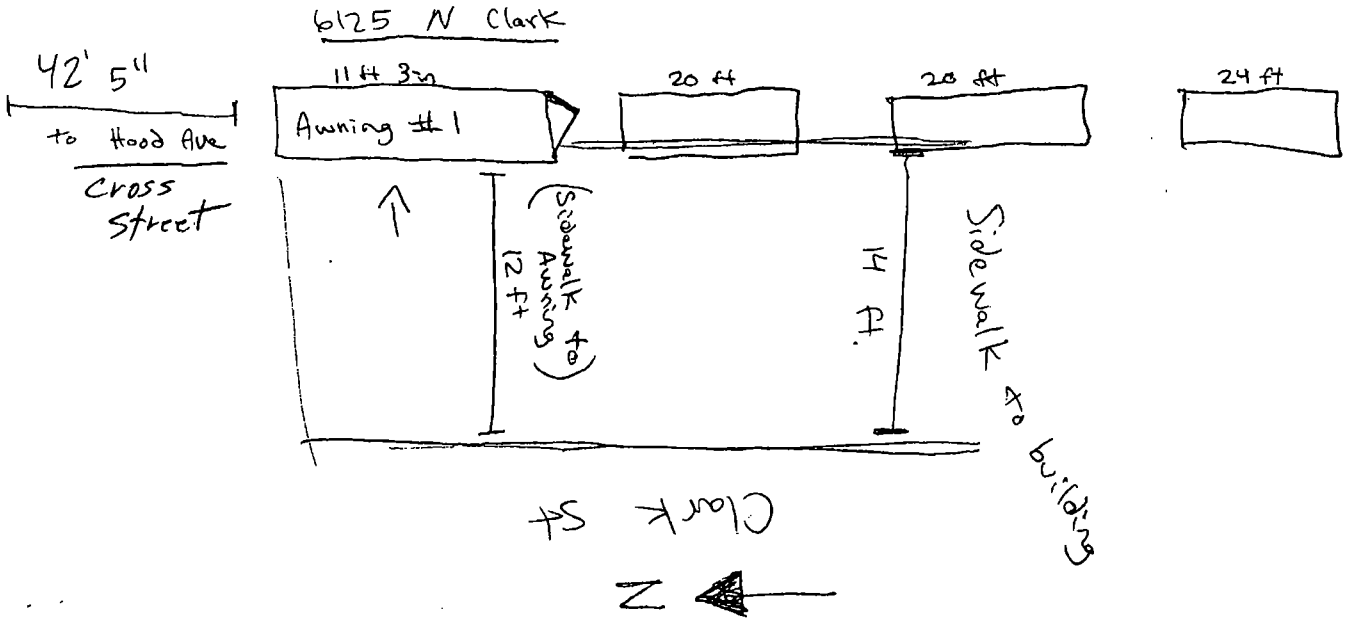 6125 N Clark
42' 5"
to Hood Ave
Cross
Street
11 ft 3in
Awning #1
20 ft
20 ft
24 ft
(Sidewalk to
Awning)
12 ft
14 ft.
Sidewalk to building
Clark St
N